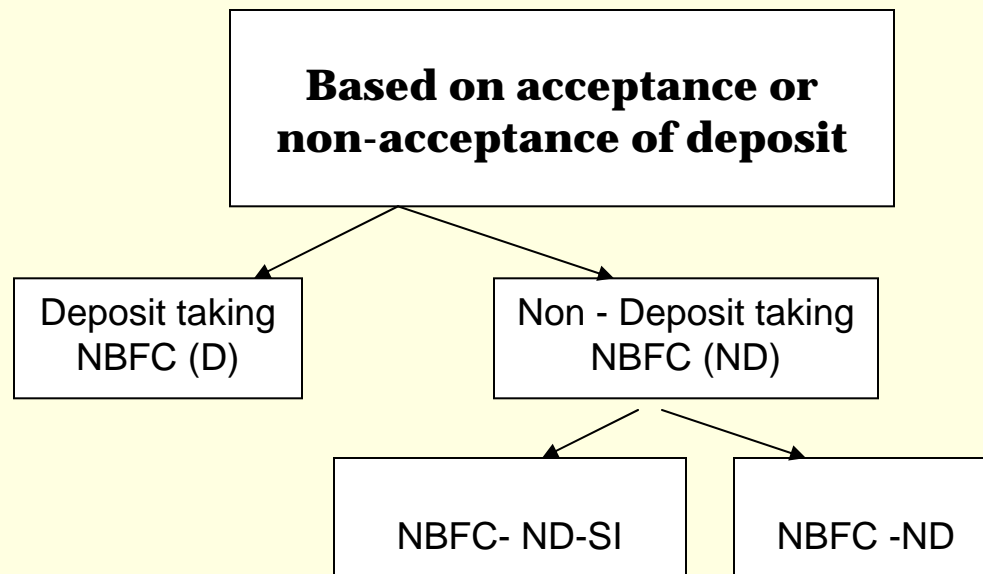 Based on acceptance or
non-acceptance of deposit
Deposit taking
NBFC (D)
Non - Deposit taking
NBFC (ND)
NBFC- ND-SI
NBFC -ND